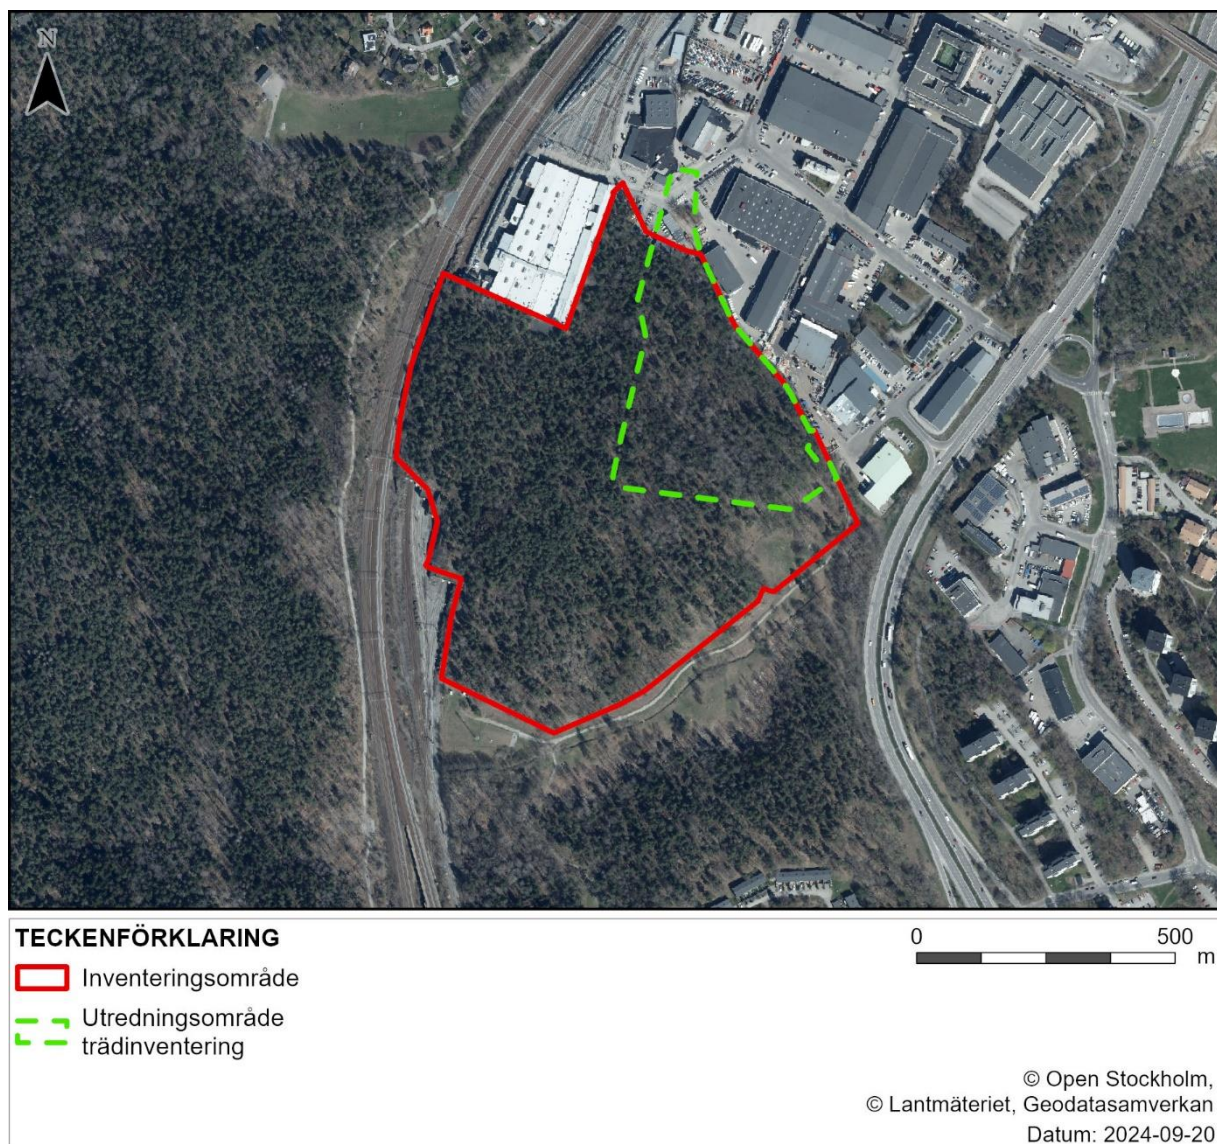 N
TECKENFÖRKLARING
Inventeringsområde
Utredningsområde
trädinventering
0 500
m
© Open Stockholm,
© Lantmäteriet, Geodatasamverkan
Datum: 2024-09-20